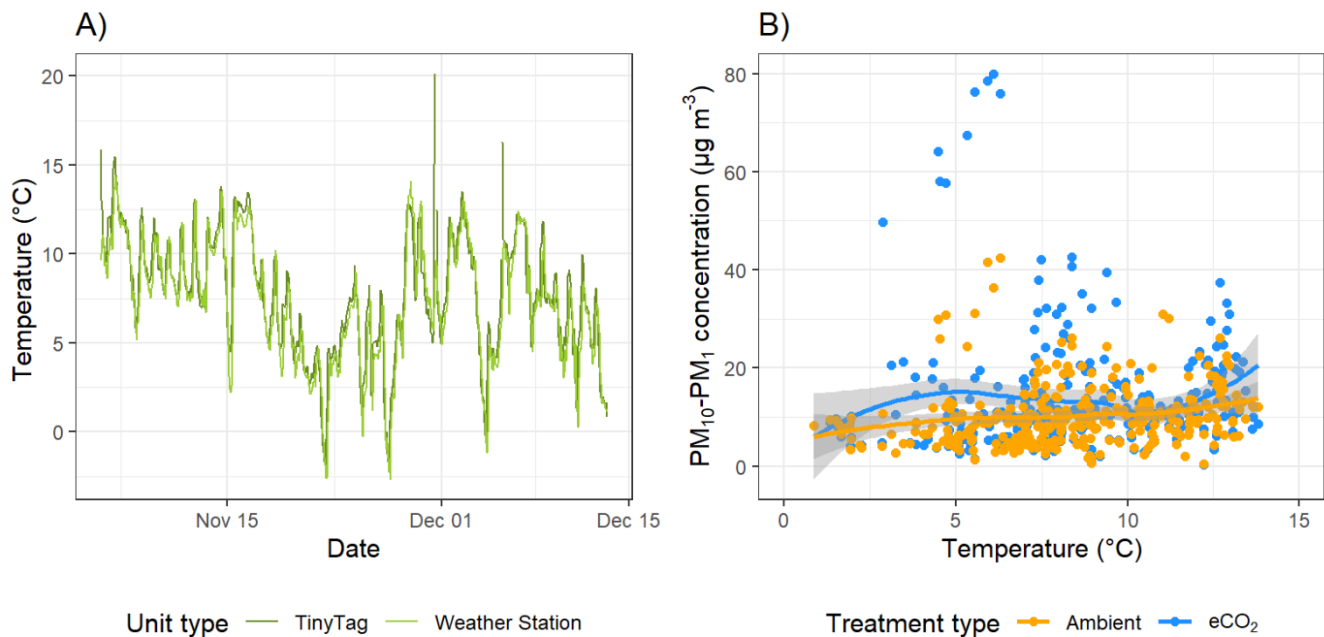 A)
Temperature (°C)
20
15
10
5
0
Nov 15
Dec 01
Dec 15
Date
Unit type
TinyTag
Weather Station
B)
PM₁₀-PM₁ concentration (µg m⁻³)
80
60
40
20
0
0
5
10
15
Temperature (°C)
Treatment type
Ambient
eCO₂